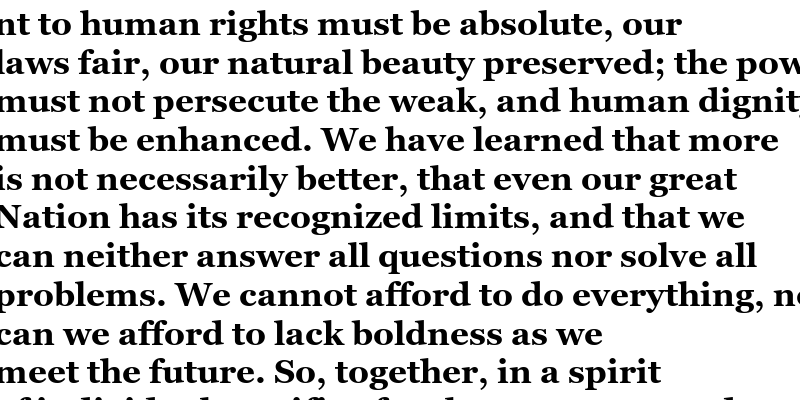 nt to human rights must be absolute, our
laws fair, our natural beauty preserved; the pow
must not persecute the weak, and human dignity
must be enhanced. We have learned that more
is not necessarily better, that even our great
Nation has its recognized limits, and that we
can neither answer all questions nor solve all
problems. We cannot afford to do everything, no
can we afford to lack boldness as we
meet the future. So, together, in a spirit